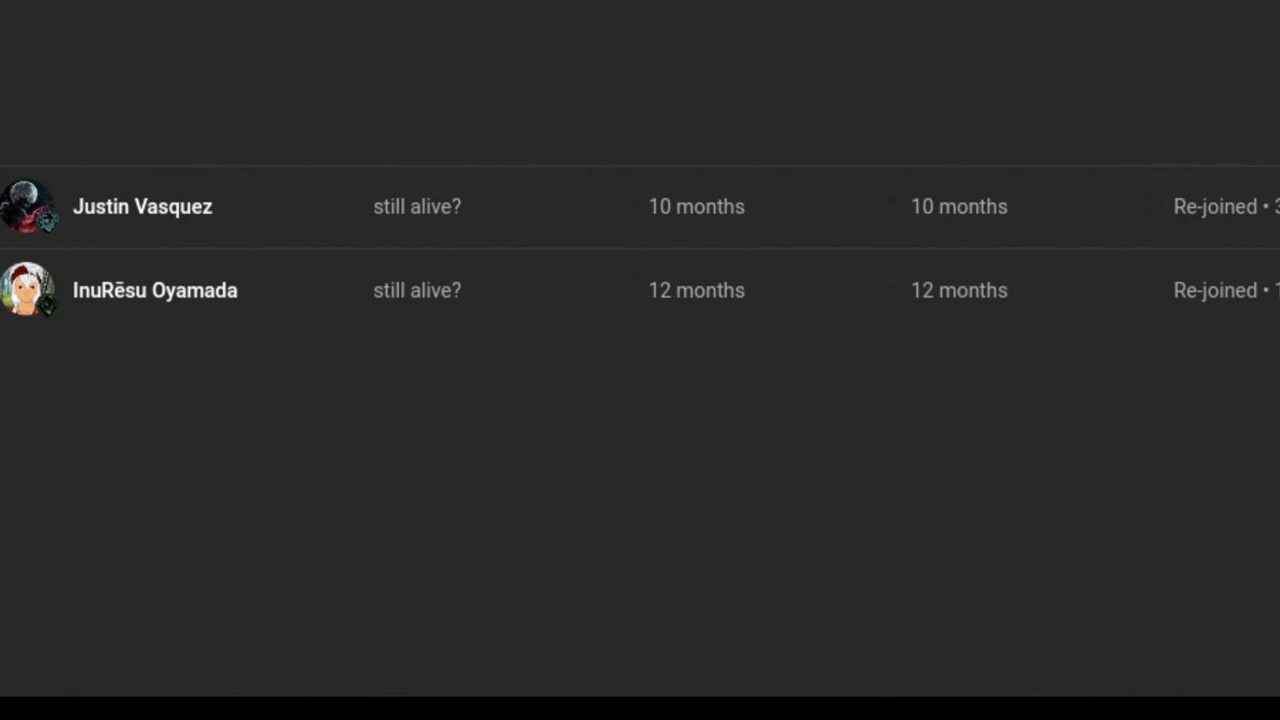 Justin Vasquez still alive? 10 months 10 months Re-joined •
InuRēsu Oyamada still alive? 12 months 12 months Re-joined •